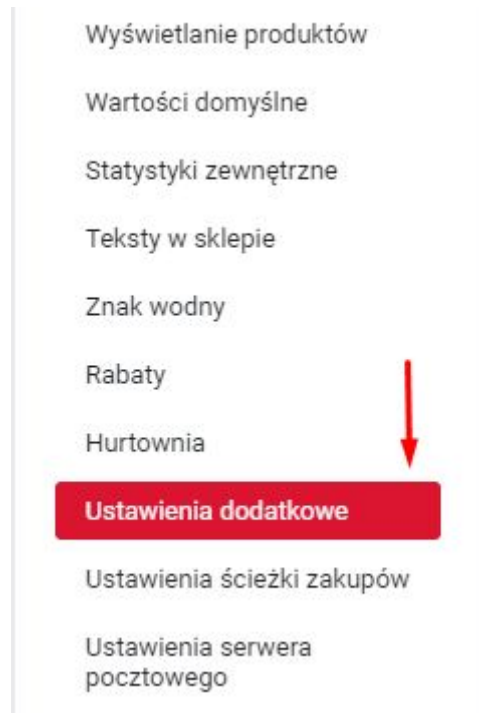 Wyświetlanie produktów
Wartości domyślne
Statystyki zewnętrzne
Teksty w sklepie
Znak wodny
Rabaty
Hurtownia
Ustawienia dodatkowe
Ustawienia ścieżki zakupów
Ustawienia serwera
pocztowego